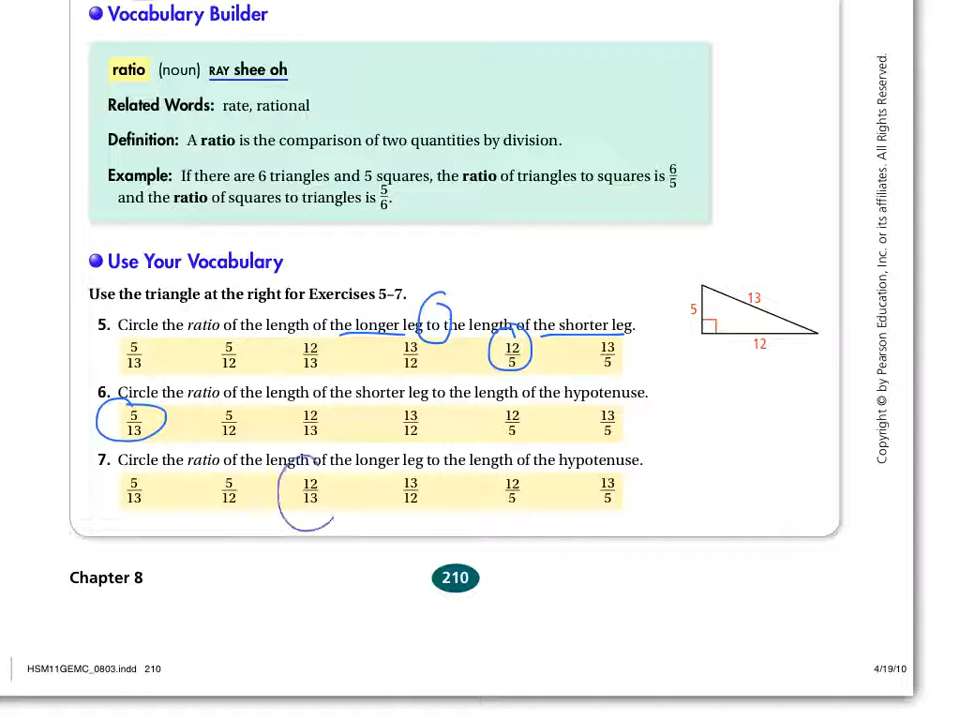 Vocabulary Builder
ratio (noun) RAY shee oh
Related Words: rate, rational
Definition: A ratio is the comparison of two quantities by division.
Example: If there are 6 triangles and 5 squares, the ratio of triangles to squares is 6/5
and the ratio of squares to triangles is 5/6.
Use Your Vocabulary
Use the triangle at the right for Exercises 5–7.
5. Circle the ratio of the length of the longer leg to the length of the shorter leg.
5/13 5/12 12/13 13/12 12/5 13/5
6. Circle the ratio of the length of the shorter leg to the length of the hypotenuse.
5/13 5/12 12/13 13/12 12/5 13/5
7. Circle the ratio of the length of the longer leg to the length of the hypotenuse.
5/13 5/12 12/13 13/12 12/5 13/5
13
5
12
Copyright © by Pearson Education, Inc. or its affiliates. All Rights Reserved.
Chapter 8
210
HSM11GEMC_0803.indd 210
4/19/10